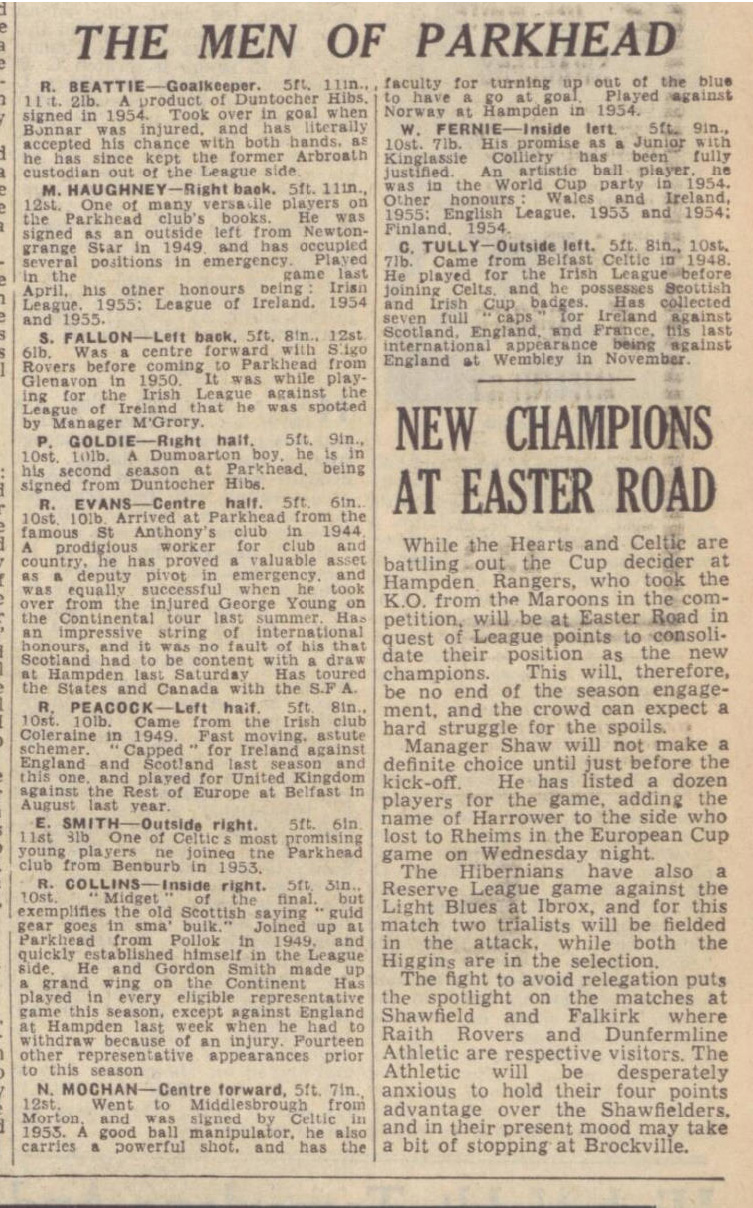 THE MEN OF PARKHEAD
R. BEATTIE—Goalkeeper. 5ft. 11in.,
11 t. 2lb. A product of Duntocher Hibs,
signed in 1954. Took over in goal when
Bonnar was injured, and has literally
accepted his chance with both hands, as
he has since kept the former Arbroath
custodian out of the League side.
M. HAUGHNEY—Right back. 5ft. 11in.,
12st. One of many versatile players on
the Parkhead club's books. He was
signed as an outside left from Newton-
grange Star in 1949, and has occupied
several positions in emergency. Played
in the game last
April, his other honours being: Irish
League, 1955; League of Ireland, 1954
and 1955.
S. FALLON—Left back, 5ft. 8in., 12st.
6lb. Was a centre forward with Sligo
Rovers before coming to Parkhead from
Glenavon in 1950. It was while play-
ing for the Irish League against the
League of Ireland that he was spotted
by Manager M'Grory.
P. GOLDIE—Right half. 5ft. 9in.,
10st. 10lb. A Dumbarton boy, he is in
his second season at Parkhead, being
signed from Duntocher Hibs.
R. EVANS—Centre half. 5ft. 6in.,
10st. 10lb. Arrived at Parkhead from the
famous St Anthony's club in 1944.
A prodigious worker for club and
country, he has proved a valuable asset
as a deputy pivot in emergency, and
was equally successful when he took
over from the injured George Young on
the Continental tour last summer. Has
an impressive string of international
honours, and it was no fault of his that
Scotland had to be content with a draw
at Hampden last Saturday Has toured
the States and Canada with the S.F A.
R. PEACOCK—Left half. 5ft. 8in.,
10st. 10lb. Came from the Irish club
Coleraine in 1949. Fast moving, astute
schemer. "Capped" for Ireland against
England and Scotland last season and
this one, and played for United Kingdom
against the Rest of Europe at Belfast in
August last year.
E. SMITH—Outside right. 5ft. 6in.
11st 3lb One of Celtic's most promising
young players he joined the Parkhead
club from Benburb in 1953.
R. COLLINS—Inside right. 5ft. 3in.,
10st. "Midget" of the final, but
exemplifies the old Scottish saying "guid
gear goes in sma' buik." Joined up at
Parkhead from Pollok in 1949, and
quickly established himself in the League
side. He and Gordon Smith made up
a grand wing on the Continent Has
played in every eligible representative
game this season, except against England
at Hampden last week when he had to
withdraw because of an injury. Fourteen
other representative appearances prior
to this season
N. MOCHAN—Centre forward, 5ft. 7in.,
12st. Went to Middlesbrough from
Morton, and was signed by Celtic in
1953. A good ball manipulator, he also
carries a powerful shot, and has the
faculty for turning up out of the blue
to have a go at goal. Played against
Norway at Hampden in 1954.
W. FERNIE—Inside left. 5ft. 9in.,
10st. 7lb. His promise as a Junior with
Kinglassie Colliery has been fully
justified. An artistic ball player, he
was in the World Cup party in 1954.
Other honours: Wales and Ireland,
1955; English League, 1953 and 1954;
Finland, 1954.
C. TULLY—Outside left. 5ft. 8in., 10st.
7lb. Came from Belfast Celtic in 1948.
He played for the Irish League before
joining Celts, and he possesses Scottish
and Irish Cup badges. Has collected
seven full "caps" for Ireland against
Scotland, England, and France, his last
international appearance being against
England at Wembley in November.
NEW CHAMPIONS
AT EASTER ROAD
While the Hearts and Celtic are
battling out the Cup decider at
Hampden Rangers, who took the
K.O. from the Maroons in the com-
petition, will be at Easter Road in
quest of League points to consoli-
date their position as the new
champions. This will, therefore,
be no end of the season engage-
ment, and the crowd can expect a
hard struggle for the spoils.
Manager Shaw will not make a
definite choice until just before the
kick-off. He has listed a dozen
players for the game, adding the
name of Harrower to the side who
lost to Rheims in the European Cup
game on Wednesday night.
The Hibernians have also a
Reserve League game against the
Light Blues at Ibrox, and for this
match two trialists will be fielded
in the attack, while both the
Higgins are in the selection.
The fight to avoid relegation puts
the spotlight on the matches at
Shawfield and Falkirk where
Raith Rovers and Dunfermline
Athletic are respective visitors. The
Athletic will be desperately
anxious to hold their four points
advantage over the Shawfielders,
and in their present mood may take
a bit of stopping at Brockville.